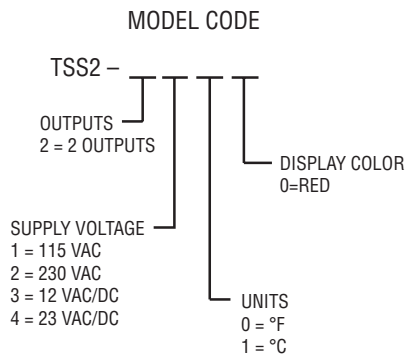 MODEL CODE
TSS2 –
OUTPUTS
2 = 2 OUTPUTS
DISPLAY COLOR
0=RED
SUPPLY VOLTAGE
1 = 115 VAC
2 = 230 VAC
3 = 12 VAC/DC
4 = 23 VAC/DC
UNITS
0 = °F
1 = °C